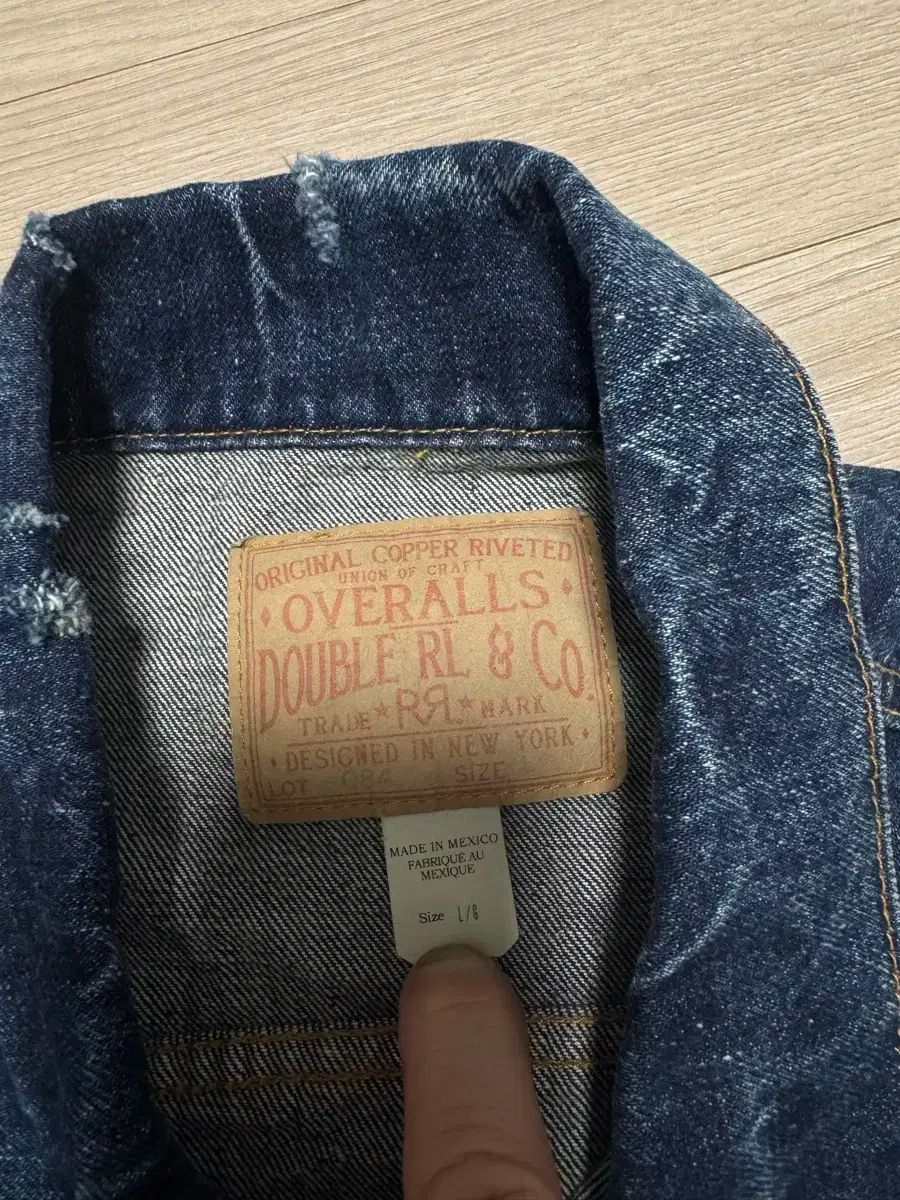 ORIGINAL COPPER RIVETED
UNION OF CRAFT
OVERALLS
DOUBLE RL & Co.
TRADE ★ RR ★ MARK
• DESIGNED IN NEW YORK •
LOT 084 SIZE
MADE IN MEXICO
FABRIQUÉ AU
MEXIQUE
Size L/G